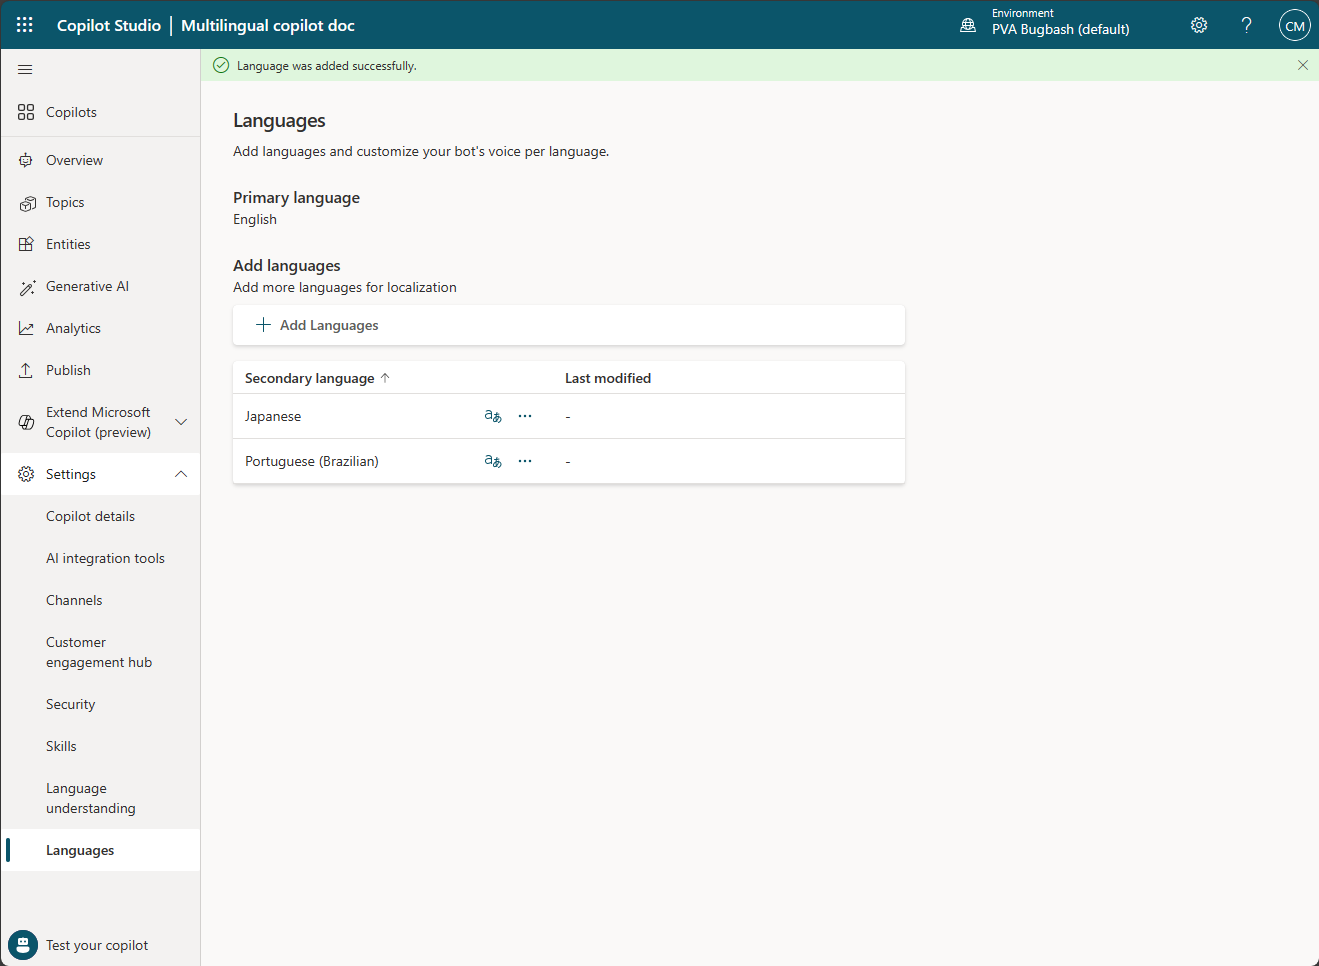 Copilot Studio | Multilingual copilot doc
Environment
PVA Bugbash (default)
?
CM
Language was added successfully.
Copilots
Overview
Topics
Entities
Generative AI
Analytics
Publish
Extend Microsoft
Copilot (preview)
Settings
Copilot details
AI integration tools
Channels
Customer
engagement hub
Security
Skills
Language
understanding
Languages
Test your copilot
Languages
Add languages and customize your bot's voice per language.
Primary language
English
Add languages
Add more languages for localization
Add Languages
Secondary language ↑ Last modified
Japanese aあ ... -
Portuguese (Brazilian) aあ ... -